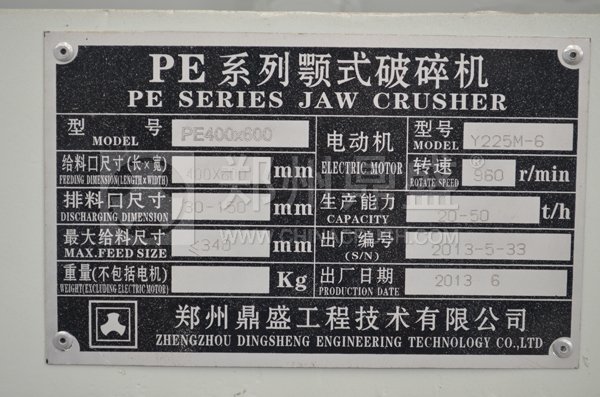 PE系列颚式破碎机
PE SERIES JAW CRUSHER
型号 PE400x600
MODEL
给料口尺寸(长×宽) mm
FEEDING DIMENSION(LENGTH×WIDTH)
排料口尺寸 mm
DISCHARGING DIMENSION
最大给料尺寸 ≤340 mm
MAX.FEED SIZE
重量(不包括电机) Kg
WEIGHT(EXCLUDING ELECTRIC MOTOR)
电动机 型号 Y225M-6
ELECTRIC MOTOR MODEL
转速 960 r/min
ROTATE SPEED
生产能力 20-50 t/h
CAPACITY
出厂编号 2013-5-33
(S/N)
出厂日期 2013 6
PRODUCTION DATE
郑州鼎盛工程技术有限公司
ZHENGZHOU DINGSHENG ENGINEERING TECHNOLOGY CO.,LTD